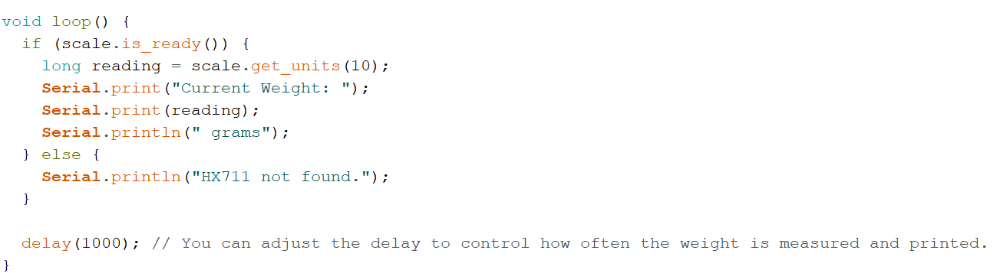 void loop() {
  if (scale.is_ready()) {
    long reading = scale.get_units(10);
    Serial.print("Current Weight: ");
    Serial.print(reading);
    Serial.println(" grams");
  } else {
    Serial.println("HX711 not found.");
  }

  delay(1000); // You can adjust the delay to control how often the weight is measured and printed.
}